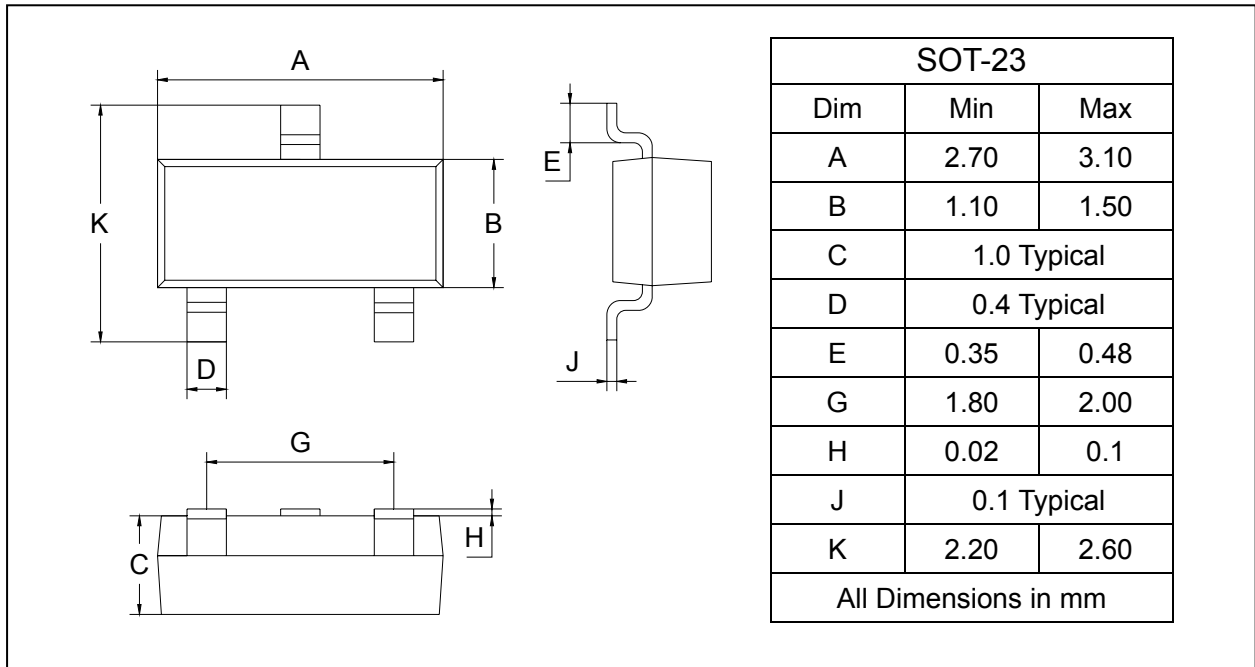 A
K
B
D
E
J
G
H
C
SOT-23
Dim Min Max
A 2.70 3.10
B 1.10 1.50
C 1.0 Typical
D 0.4 Typical
E 0.35 0.48
G 1.80 2.00
H 0.02 0.1
J 0.1 Typical
K 2.20 2.60
All Dimensions in mm